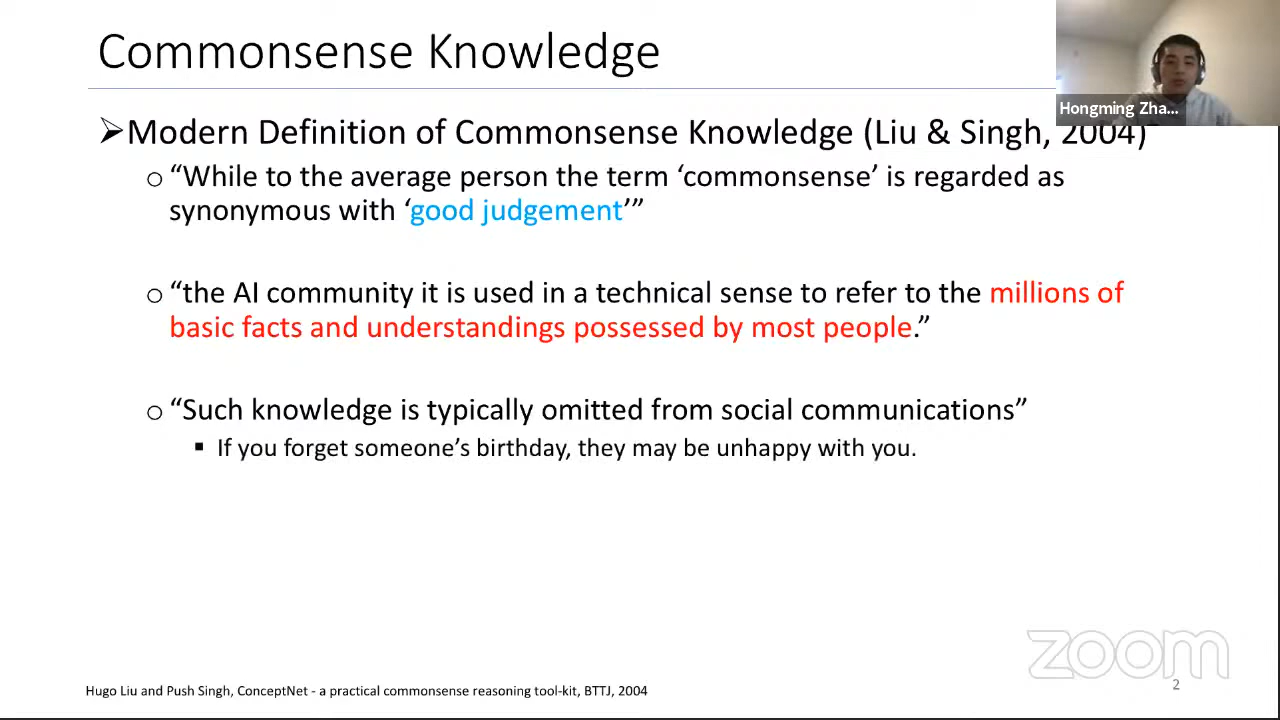 Commonsense Knowledge
Hongming Zha...
➢Modern Definition of Commonsense Knowledge (Liu & Singh, 2004)
o “While to the average person the term ‘commonsense’ is regarded as
synonymous with ‘good judgement’”
o “the AI community it is used in a technical sense to refer to the millions of
basic facts and understandings possessed by most people.”
o “Such knowledge is typically omitted from social communications”
▪ If you forget someone’s birthday, they may be unhappy with you.
zoom
2
Hugo Liu and Push Singh, ConceptNet - a practical commonsense reasoning tool-kit, BTTJ, 2004